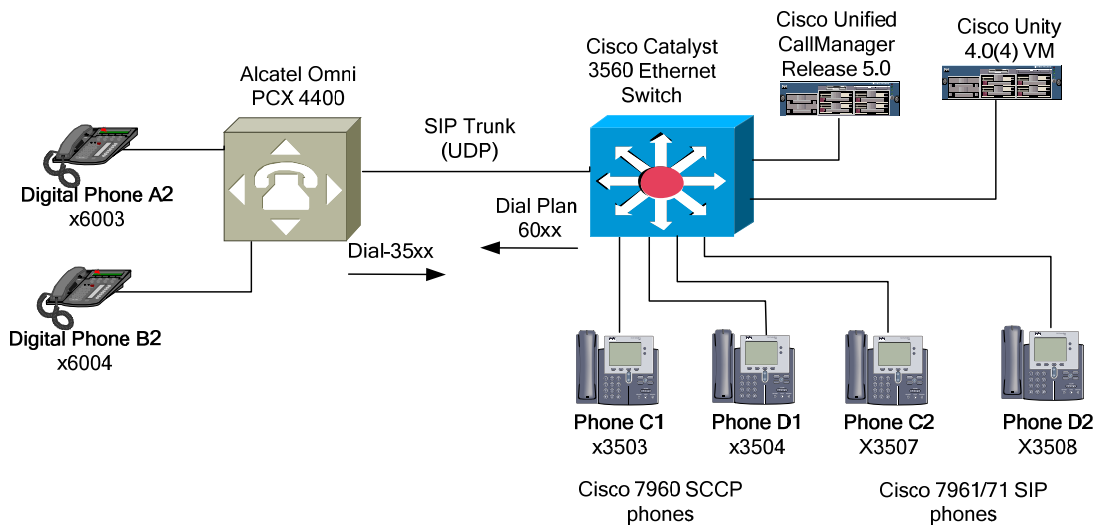 Cisco Unified
CallManager
Release 5.0
Cisco Unity
4.0(4) VM
Cisco Catalyst
3560 Ethernet
Switch
Alcatel Omni
PCX 4400
SIP Trunk
(UDP)
Digital Phone A2
x6003
Dial Plan
60xx
Dial-35xx
Digital Phone B2
x6004
Phone C1
x3503
Phone D1
x3504
Phone C2
X3507
Phone D2
X3508
Cisco 7960 SCCP
phones
Cisco 7961/71 SIP
phones